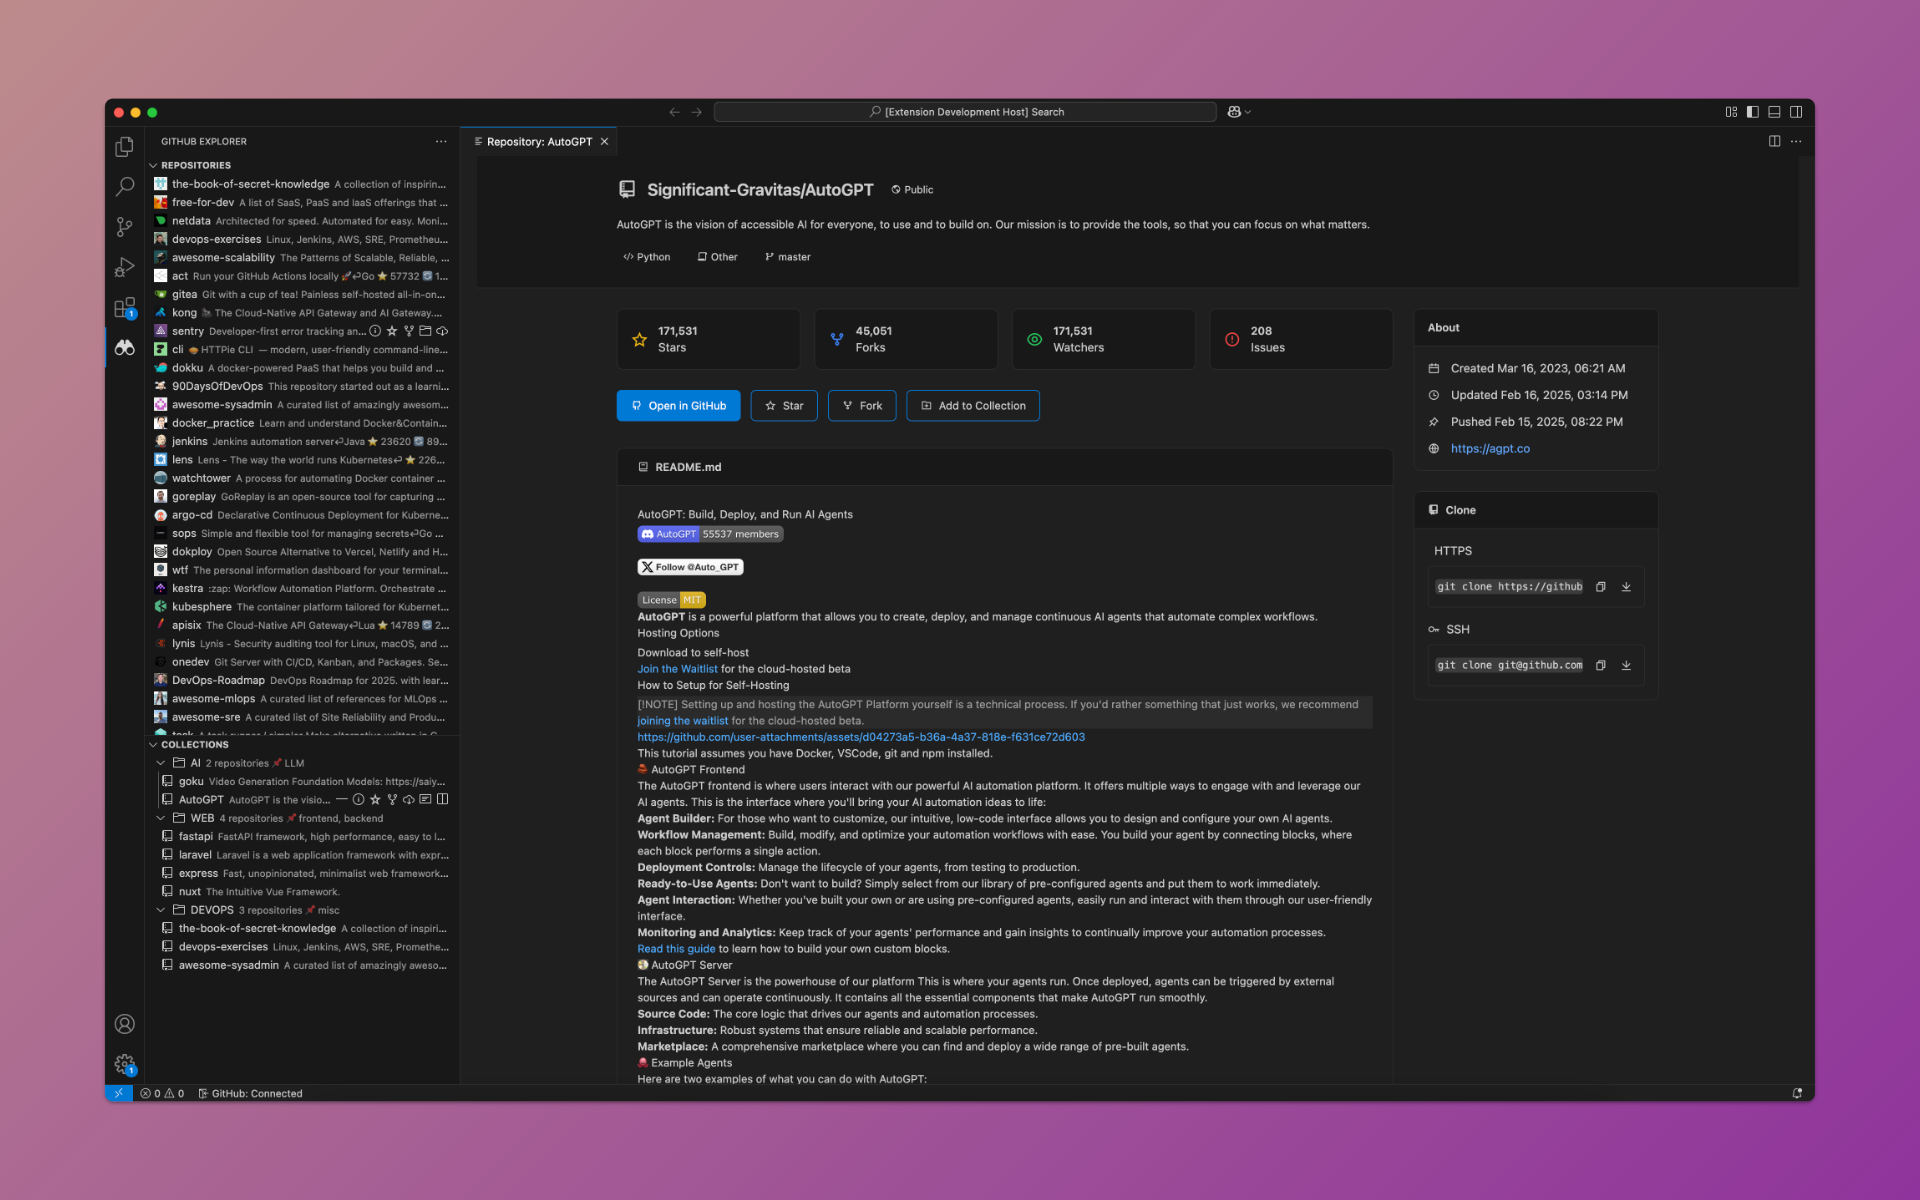 [Extension Development Host] Search
GITHUB EXPLORER
REPOSITORIES
the-book-of-secret-knowledge A collection of inspirin...
free-for-dev A list of SaaS, PaaS and IaaS offerings that ...
netdata Architected for speed. Automated for easy. Moni...
devops-exercises Linux, Jenkins, AWS, SRE, Prometheu...
awesome-scalability The Patterns of Scalable, Reliable, ...
act Run your GitHub Actions locally 🚀↩Go ⭐ 57732 🔄 1...
gitea Git with a cup of tea! Painless self-hosted all-in-on...
kong 🦍 The Cloud-Native API Gateway and AI Gateway....
sentry Developer-first error tracking an...
cli 🥧 HTTPie CLI — modern, user-friendly command-line...
dokku A docker-powered PaaS that helps you build and ...
90DaysOfDevOps This repository started out as a learni...
awesome-sysadmin A curated list of amazingly awesom...
docker_practice Learn and understand Docker&Contain...
jenkins Jenkins automation server↩Java ⭐ 23620 🔄 89...
lens Lens - The way the world runs Kubernetes↩ ⭐ 226...
watchtower A process for automating Docker container ...
goreplay GoReplay is an open-source tool for capturing ...
argo-cd Declarative Continuous Deployment for Kuberne...
sops Simple and flexible tool for managing secrets↩Go ...
dokploy Open Source Alternative to Vercel, Netlify and H...
wtf The personal information dashboard for your terminal...
kestra :zap: Workflow Automation Platform. Orchestrate ...
kubesphere The container platform tailored for Kubernet...
apisix The Cloud-Native API Gateway↩Lua ⭐ 14789 🔄 2...
lynis Lynis - Security auditing tool for Linux, macOS, and ...
onedev Git Server with CI/CD, Kanban, and Packages. Se...
DevOps-Roadmap DevOps Roadmap for 2025. with lear...
awesome-mlops A curated list of references for MLOps ...
awesome-sre A curated list of Site Reliability and Produ...
COLLECTIONS
AI 2 repositories 📌 LLM
goku Video Generation Foundation Models: https://saiy...
AutoGPT AutoGPT is the visio...
WEB 4 repositories 📌 frontend, backend
fastapi FastAPI framework, high performance, easy to l...
laravel Laravel is a web application framework with expr...
express Fast, unopinionated, minimalist web framework...
nuxt The Intuitive Vue Framework.
DEVOPS 3 repositories 📌 misc
the-book-of-secret-knowledge A collection of inspiri...
devops-exercises Linux, Jenkins, AWS, SRE, Promethe...
awesome-sysadmin A curated list of amazingly aweso...
Repository: AutoGPT
Significant-Gravitas/AutoGPT Public
AutoGPT is the vision of accessible AI for everyone, to use and to build on. Our mission is to provide the tools, so that you can focus on what matters.
Python Other master
171,531 Stars
45,051 Forks
171,531 Watchers
208 Issues
Open in GitHub Star Fork Add to Collection
README.md
AutoGPT: Build, Deploy, and Run AI Agents
AutoGPT 55537 members
Follow @Auto_GPT
License MIT
AutoGPT is a powerful platform that allows you to create, deploy, and manage continuous AI agents that automate complex workflows.
Hosting Options
Download to self-host
Join the Waitlist for the cloud-hosted beta
How to Setup for Self-Hosting
[!NOTE] Setting up and hosting the AutoGPT Platform yourself is a technical process. If you'd rather something that just works, we recommend
joining the waitlist for the cloud-hosted beta.
https://github.com/user-attachments/assets/d04273a5-b36a-4a37-818e-f631ce72d603
This tutorial assumes you have Docker, VSCode, git and npm installed.
🧱 AutoGPT Frontend
The AutoGPT frontend is where users interact with our powerful AI automation platform. It offers multiple ways to engage with and leverage our
AI agents. This is the interface where you'll bring your AI automation ideas to life:
Agent Builder: For those who want to customize, our intuitive, low-code interface allows you to design and configure your own AI agents.
Workflow Management: Build, modify, and optimize your automation workflows with ease. You build your agent by connecting blocks, where
each block performs a single action.
Deployment Controls: Manage the lifecycle of your agents, from testing to production.
Ready-to-Use Agents: Don't want to build? Simply select from our library of pre-configured agents and put them to work immediately.
Agent Interaction: Whether you've built your own or are using pre-configured agents, easily run and interact with them through our user-friendly
interface.
Monitoring and Analytics: Keep track of your agents' performance and gain insights to continually improve your automation processes.
Read this guide to learn how to build your own custom blocks.
💽 AutoGPT Server
The AutoGPT Server is the powerhouse of our platform This is where your agents run. Once deployed, agents can be triggered by external
sources and can operate continuously. It contains all the essential components that make AutoGPT run smoothly.
Source Code: The core logic that drives our agents and automation processes.
Infrastructure: Robust systems that ensure reliable and scalable performance.
Marketplace: A comprehensive marketplace where you can find and deploy a wide range of pre-built agents.
🐙 Example Agents
Here are two examples of what you can do with AutoGPT:
About
Created Mar 16, 2023, 06:21 AM
Updated Feb 16, 2025, 03:14 PM
Pushed Feb 15, 2025, 08:22 PM
https://agpt.co
Clone
HTTPS
git clone https://github
SSH
git clone git@github.com
1
1
0 0 GitHub: Connected